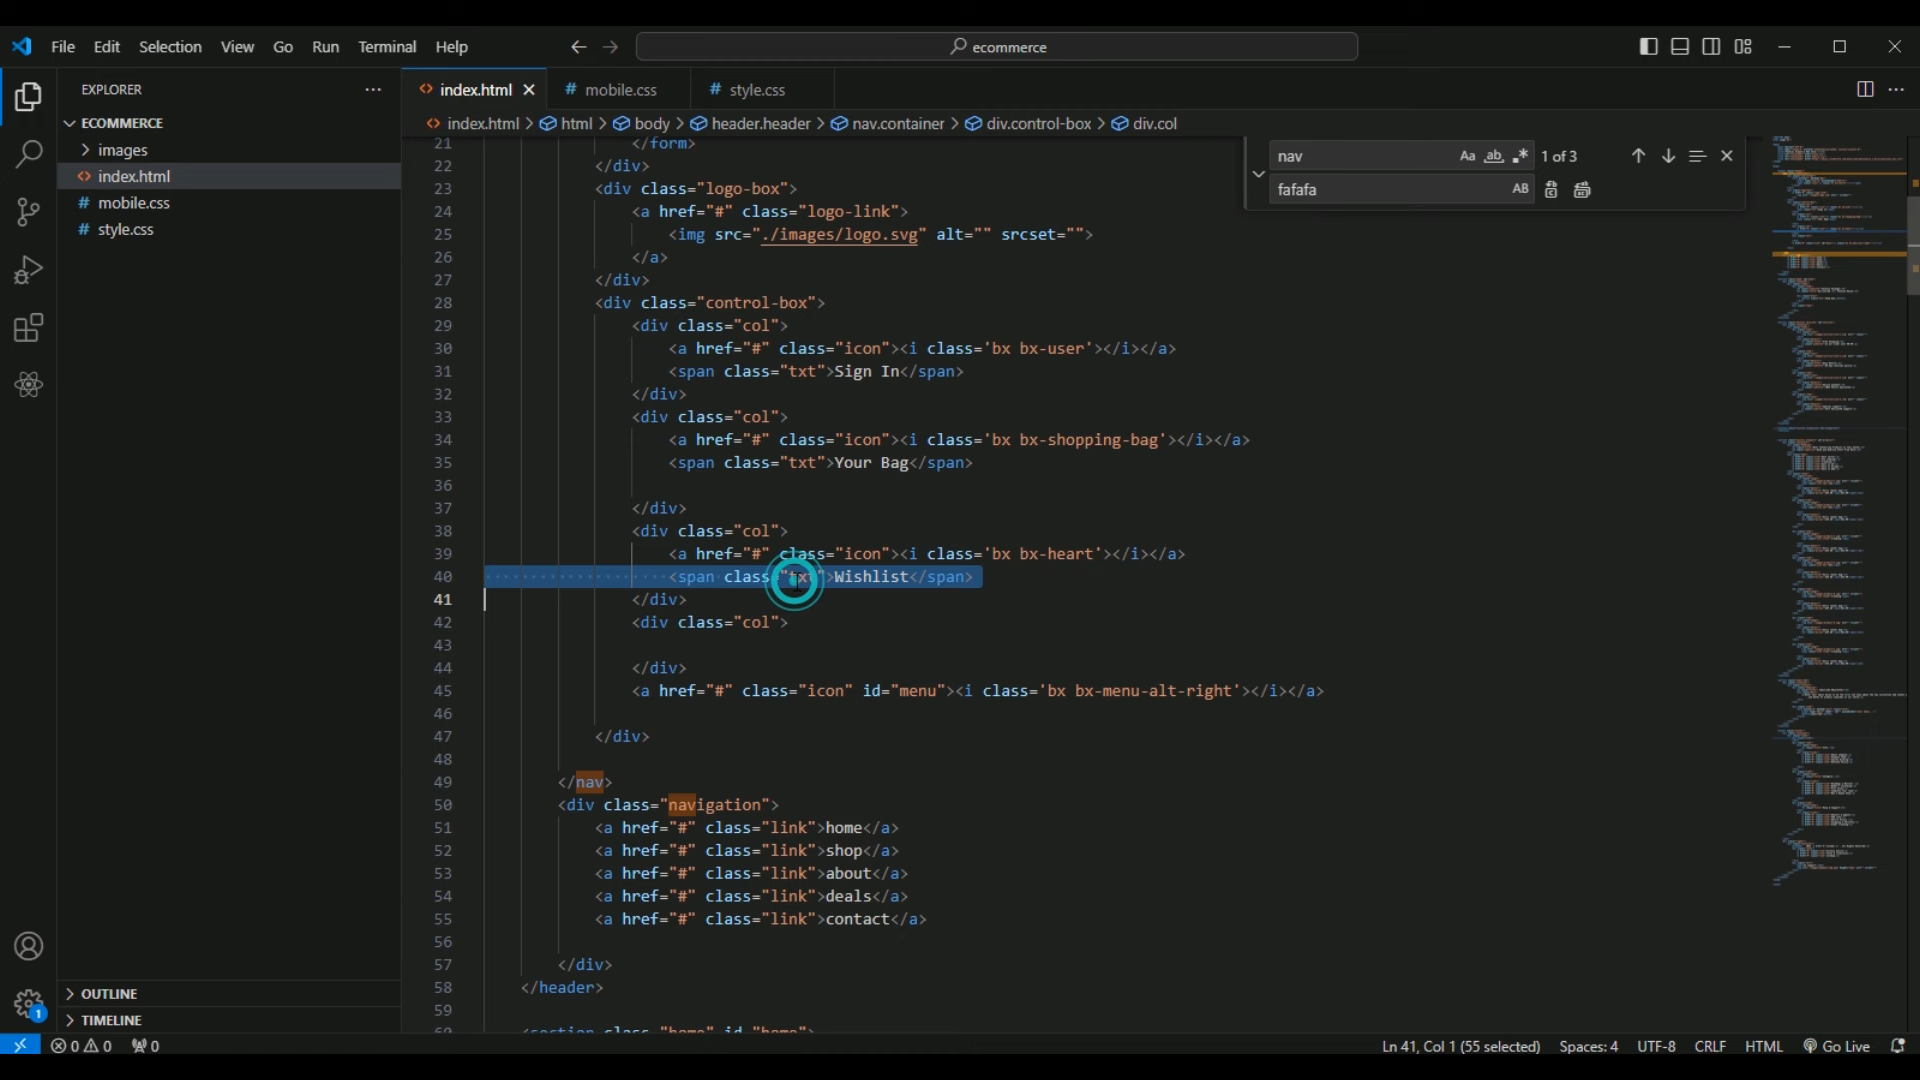 File Edit Selection View Go Run Terminal Help
ecommerce
EXPLORER
ECOMMERCE
images
index.html
mobile.css
style.css
OUTLINE
TIMELINE
index.html
mobile.css
style.css
index.html > html > body > header.header > nav.container > div.control-box > div.col
nav
Aa ab .* 1 of 3
fafafa
AB
21 </form>
22 </div>
23 <div class="logo-box">
24 <a href="#" class="logo-link">
25 <img src="./images/logo.svg" alt="" srcset="">
26 </a>
27 </div>
28 <div class="control-box">
29 <div class="col">
30 <a href="#" class="icon"><i class='bx bx-user'></i></a>
31 <span class="txt">Sign In</span>
32 </div>
33 <div class="col">
34 <a href="#" class="icon"><i class='bx bx-shopping-bag'></i></a>
35 <span class="txt">Your Bag</span>
36
37 </div>
38 <div class="col">
39 <a href="#" class="icon"><i class='bx bx-heart'></i></a>
40 <span class="txt">Wishlist</span>
41 </div>
42 <div class="col">
43
44 </div>
45 <a href="#" class="icon" id="menu"><i class='bx bx-menu-alt-right'></i></a>
46
47 </div>
48
49 </nav>
50 <div class="navigation">
51 <a href="#" class="link">home</a>
52 <a href="#" class="link">shop</a>
53 <a href="#" class="link">about</a>
54 <a href="#" class="link">deals</a>
55 <a href="#" class="link">contact</a>
56
57 </div>
58 </header>
59
60 <section class="home" id="home">
1
0 0 0 Ln 41, Col 1 (55 selected) Spaces: 4 UTF-8 CRLF HTML Go Live